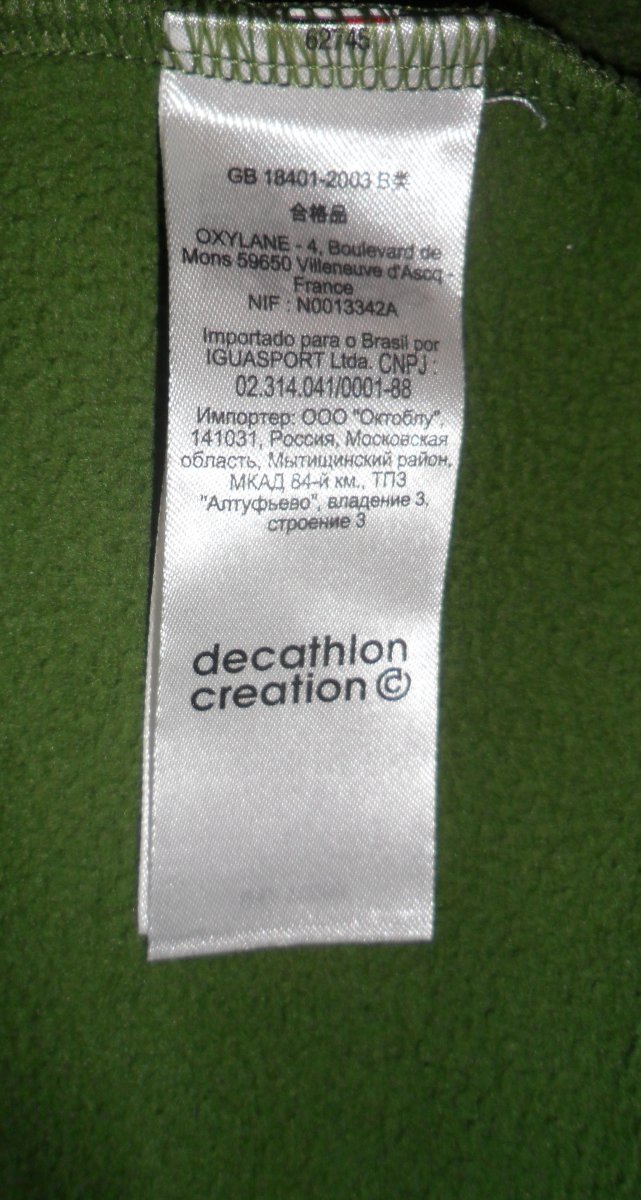 62745
GB 18401-2003 B类
合格品
OXYLANE - 4, Boulevard de
Mons 59650 Villeneuve d'Ascq -
France
NIF : N0013342A
Importado para o Brasil por
IGUASPORT Ltda. CNPJ :
02.314.041/0001-88
Импортер: ООО "Октоблу",
141031, Россия, Московская
область, Мытищинский район,
МКАД 84-й км., ТПЗ
"Алтуфьево", владение 3,
строение 3
decathlon
creation ©